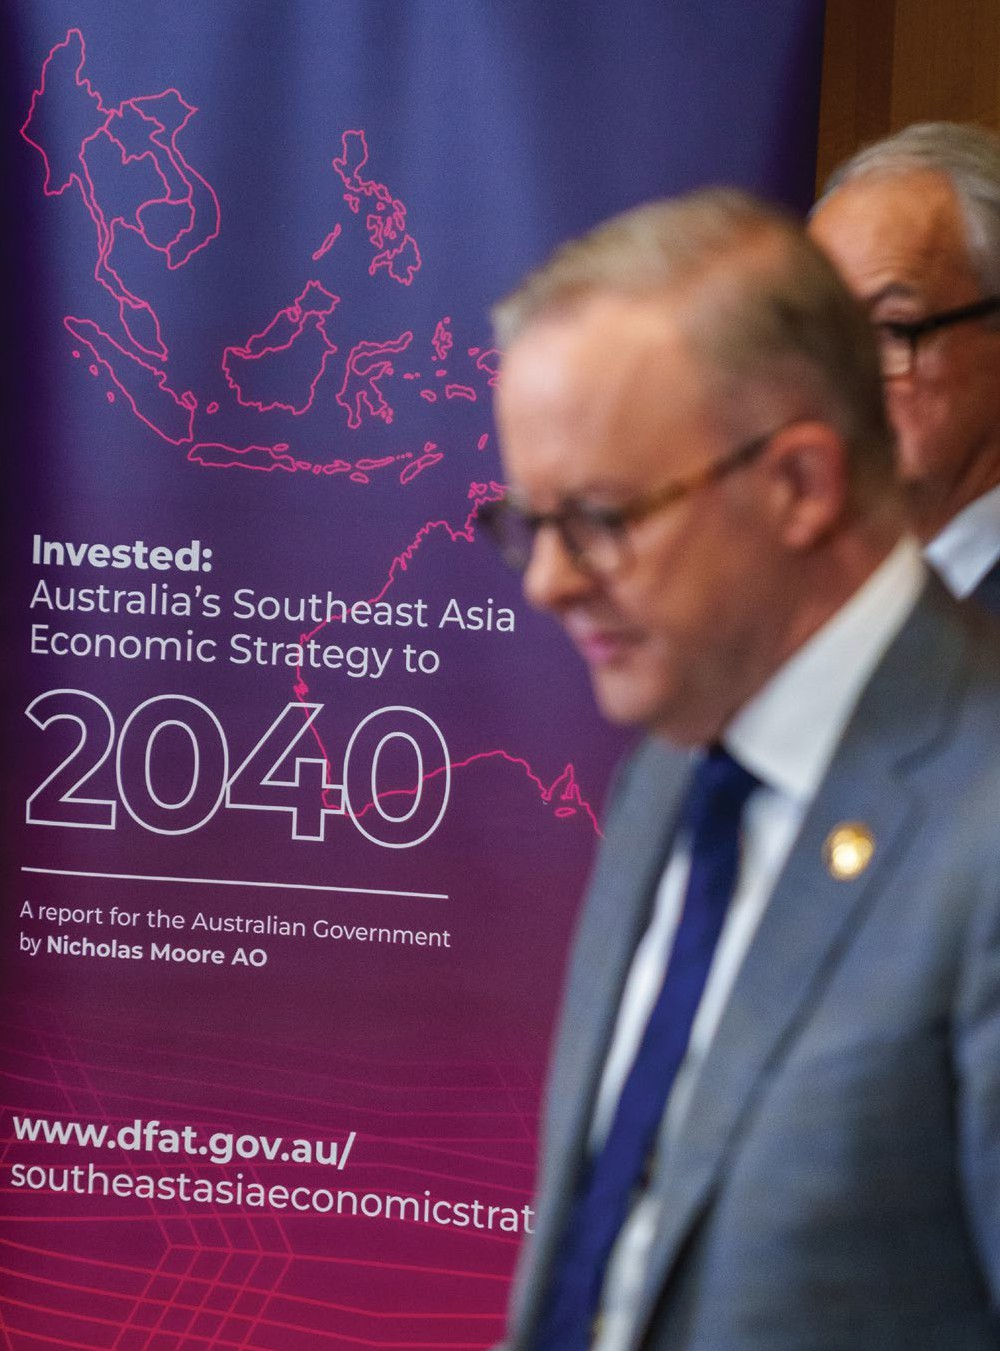 Invested:
Australia's Southeast Asia
Economic Strategy to
2040
A report for the Australian Government
by Nicholas Moore AO
www.dfat.gov.au/
southeastasiaeconomicstrat